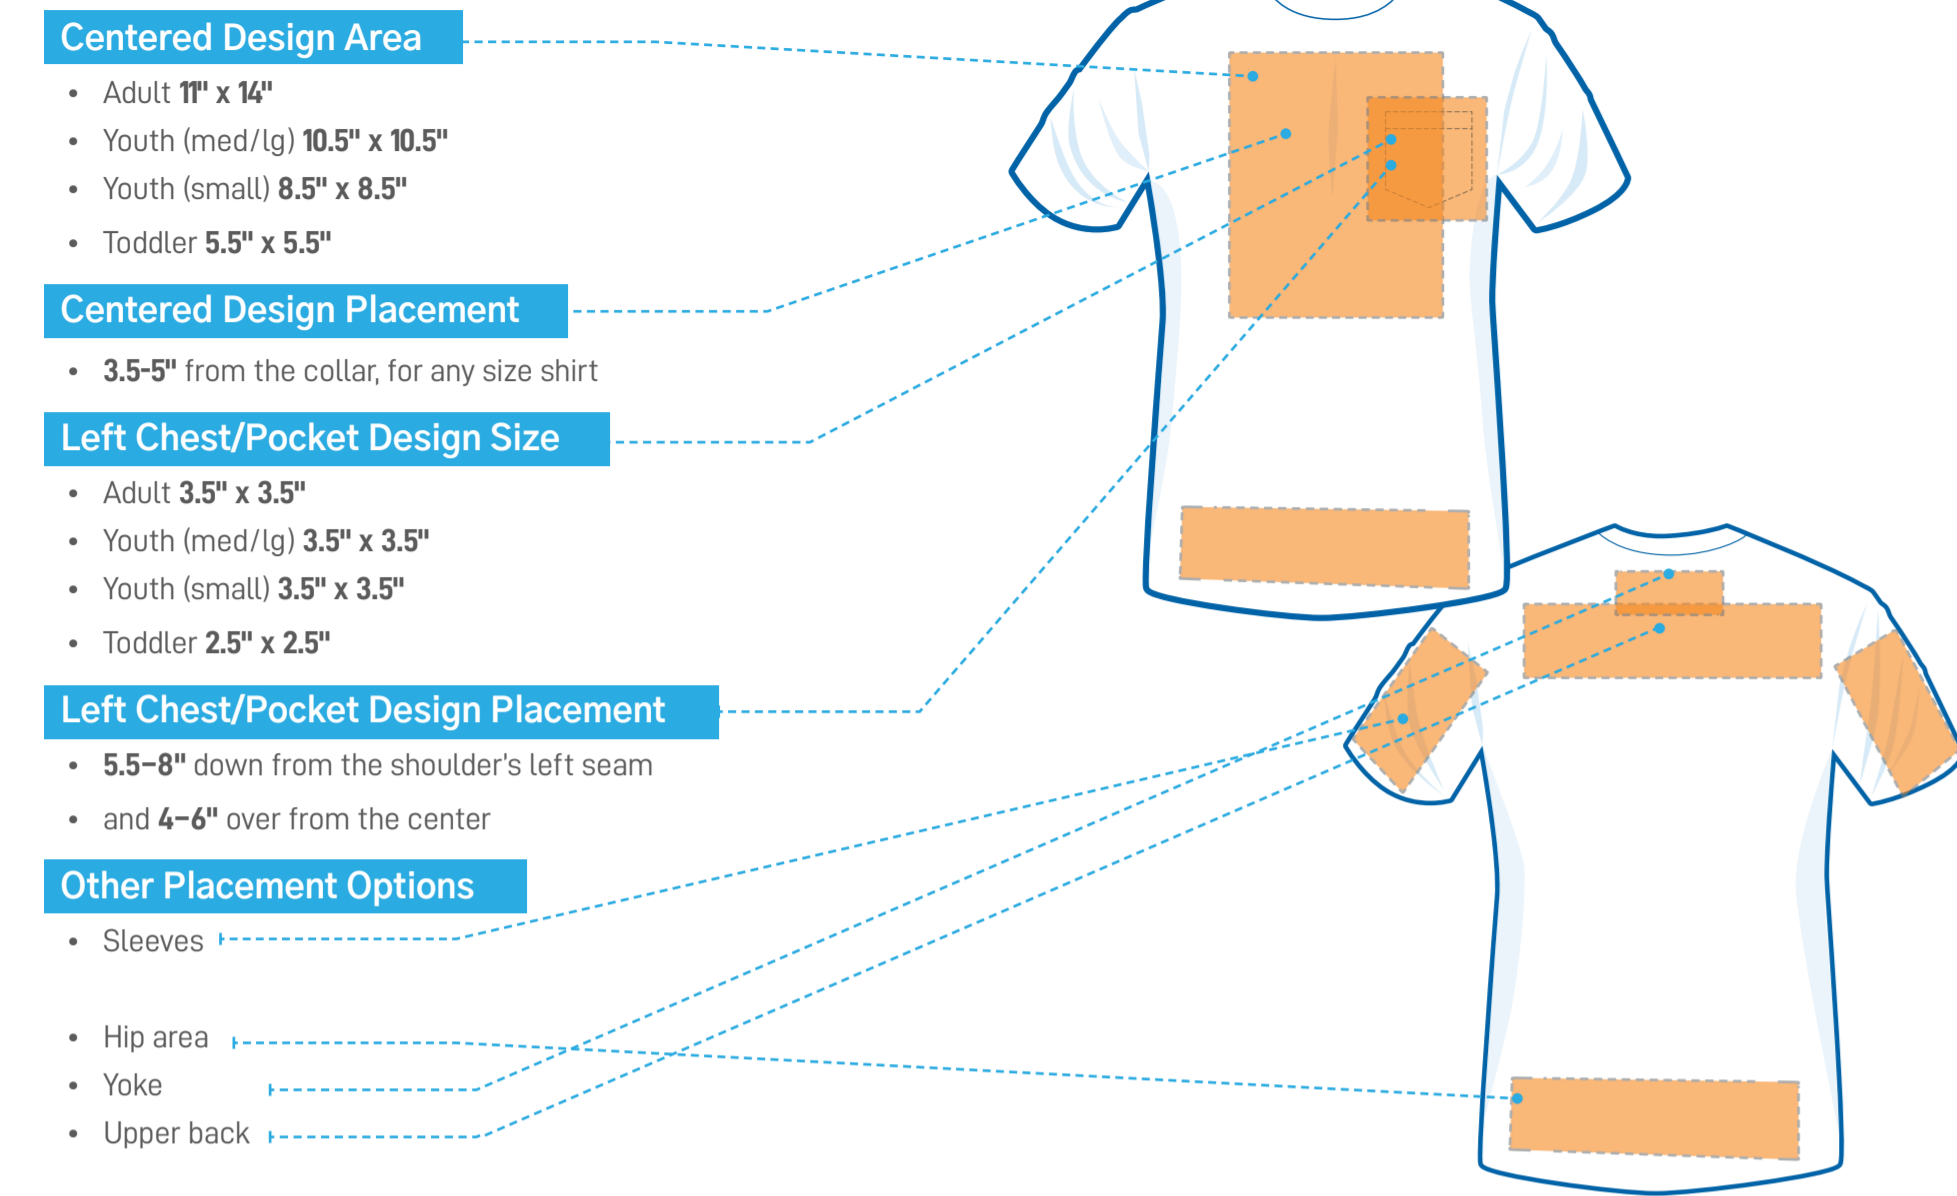 Centered Design Area
• Adult 11" x 14"
• Youth (med/lg) 10.5" x 10.5"
• Youth (small) 8.5" x 8.5"
• Toddler 5.5" x 5.5"
Centered Design Placement
• 3.5-5" from the collar, for any size shirt
Left Chest/Pocket Design Size
• Adult 3.5" x 3.5"
• Youth (med/lg) 3.5" x 3.5"
• Youth (small) 3.5" x 3.5"
• Toddler 2.5" x 2.5"
Left Chest/Pocket Design Placement
• 5.5–8" down from the shoulder's left seam
• and 4–6" over from the center
Other Placement Options
• Sleeves
• Hip area
• Yoke
• Upper back